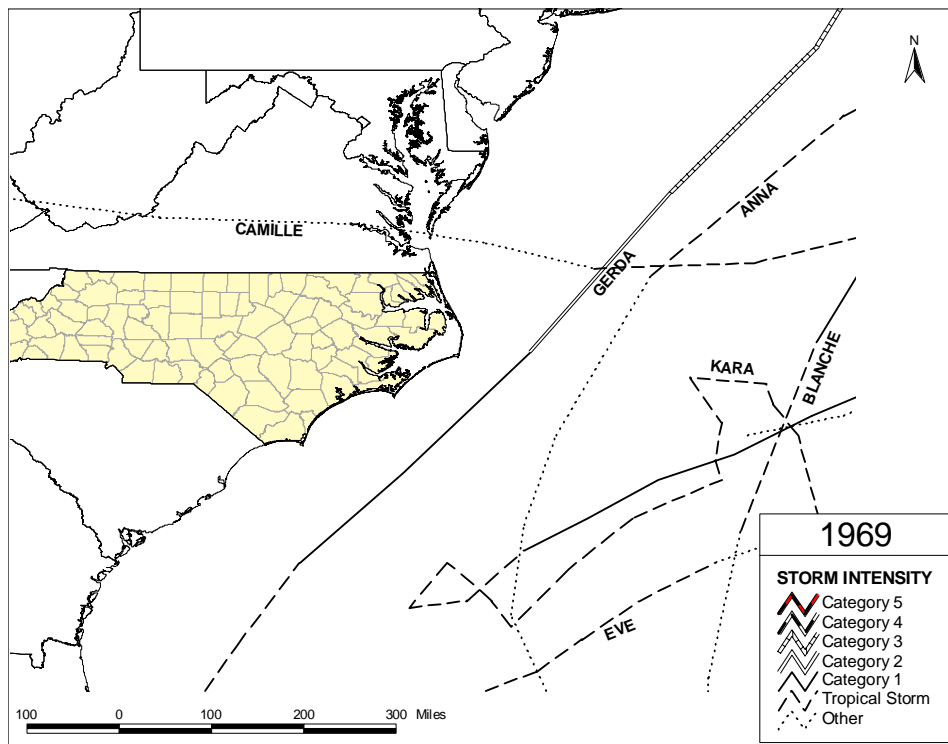 N
ANNA
CAMILLE
GERDA
KARA
BLANCHE
EVE
1969
STORM INTENSITY
Category 5
Category 4
Category 3
Category 2
Category 1
Tropical Storm
Other
100 0 100 200 300 Miles